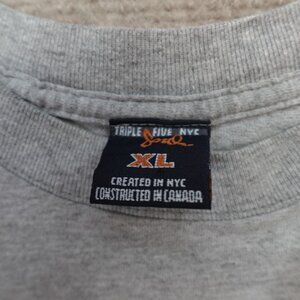 TRIPLE FIVE NYC
XL
CREATED IN NYC
CONSTRUCTED IN CANADA